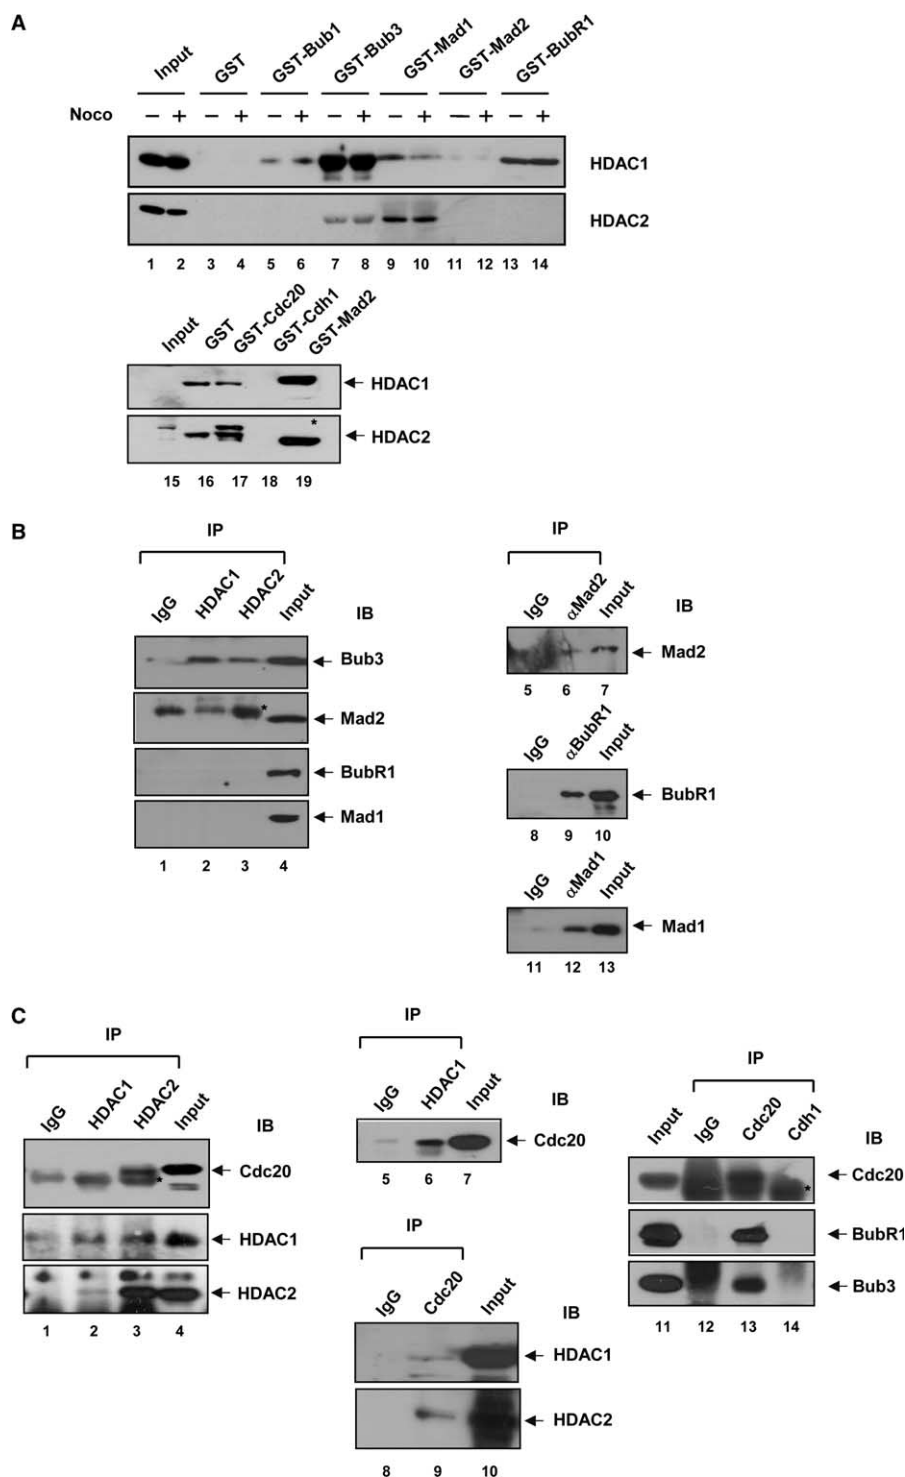 A
Input GST GST-Bub1 GST-Bub3 GST-Mad1 GST-Mad2 GST-BubR1
Noco − + − + − + − + − + − + − +
HDAC1
HDAC2
1 2 3 4 5 6 7 8 9 10 11 12 13 14
Input GST GST-Cdc20 GST-Cdh1 GST-Mad2
HDAC1
*
HDAC2
15 16 17 18 19
B
IP
IgG HDAC1 HDAC2 Input IB
Bub3
* Mad2
BubR1
Mad1
1 2 3 4
IP
IgG αMad2 Input IB
Mad2
5 6 7
IgG αBubR1 Input
BubR1
8 9 10
IgG αMad1 Input
Mad1
11 12 13
C
IP
IgG HDAC1 HDAC2 Input IB
Cdc20
*
HDAC1
HDAC2
1 2 3 4
IP
IgG HDAC1 Input IB
Cdc20
5 6 7
IP
IgG Cdc20 Input IB
HDAC1
HDAC2
8 9 10
IP
Input IgG Cdc20 Cdh1 IB
Cdc20
*
BubR1
Bub3
11 12 13 14